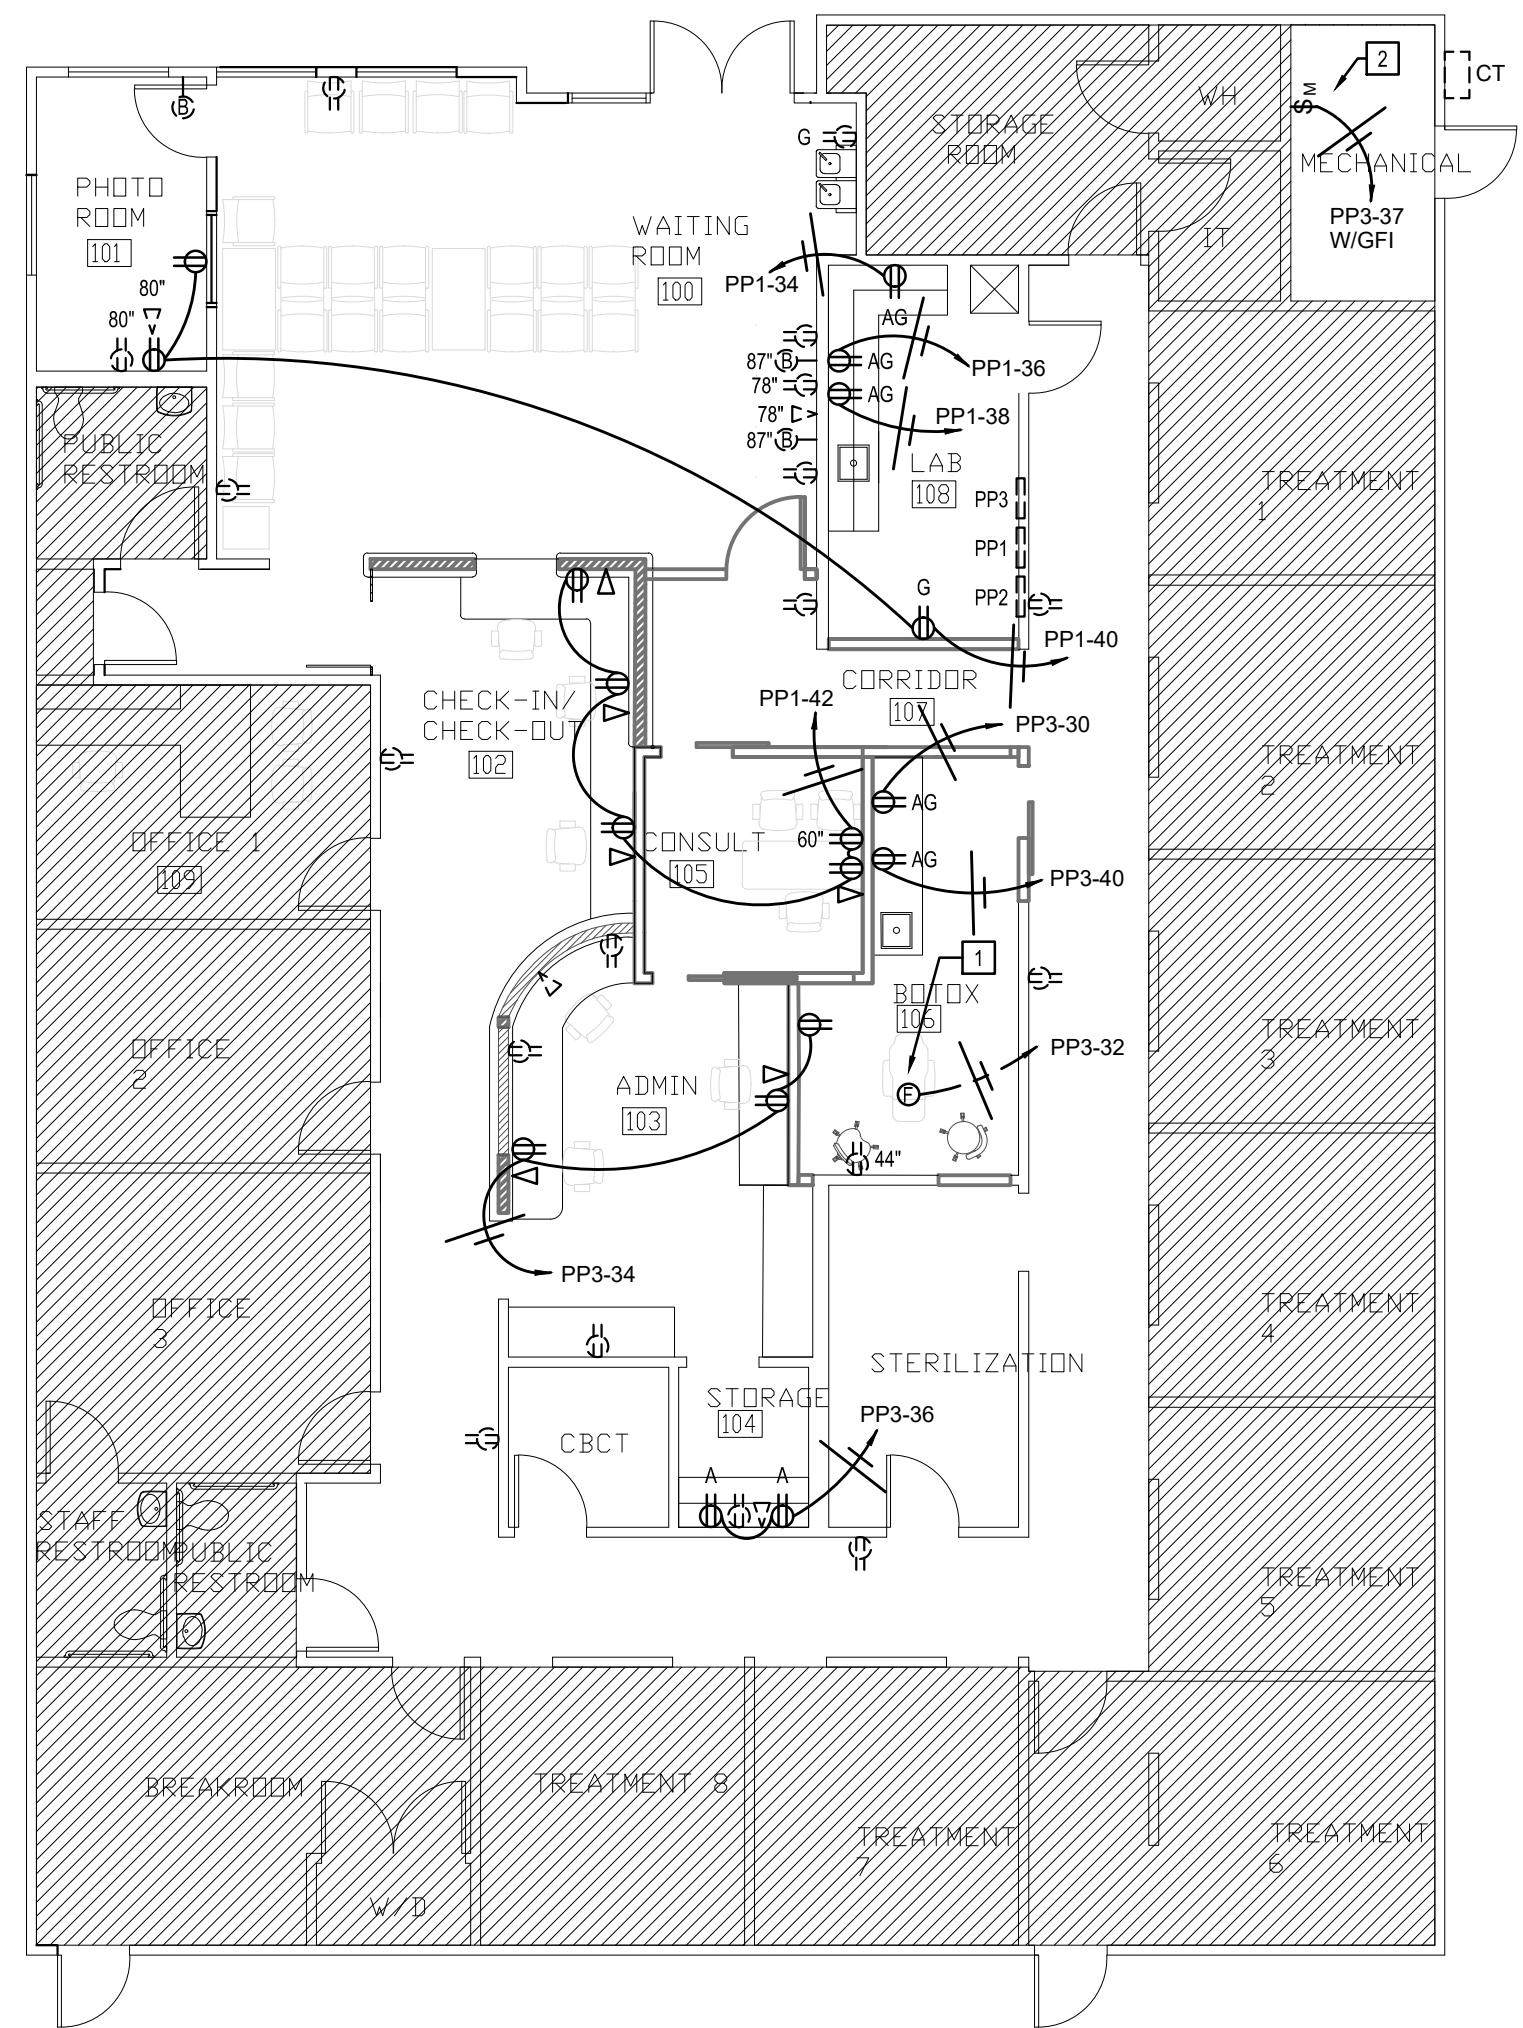 2
CT
B
WH
STORAGE
ROOM
$M
G
MECHANICAL
PHOTO
ROOM
101
PP3-37
W/GFI
WAITING
ROOM
100
IT
PP1-34
80"
80"
AG
87" B
AG
PP1-36
78"
AG
78"
PP1-38
87" B
PUBLIC
RESTROOM
LAB
108
TREATMENT
1
PP3
PP1
PP2
G
PP1-40
CORRIDOR
107
PP1-42
PP3-30
CHECK-IN/
CHECK-OUT
102
TREATMENT
2
AG
OFFICE 1
109
CONSULT
105
60"
AG
PP3-40
1
BOTOX
106
OFFICE
2
TREATMENT
3
PP3-32
ADMIN
103
F
44"
PP3-34
OFFICE
3
TREATMENT
4
STERILIZATION
STORAGE
104
PP3-36
CBCT
A
A
STAFF
RESTROOM
PUBLIC
RESTROOM
TREATMENT
5
BREAKROOM
TREATMENT 8
TREATMENT
7
TREATMENT
6
W/D